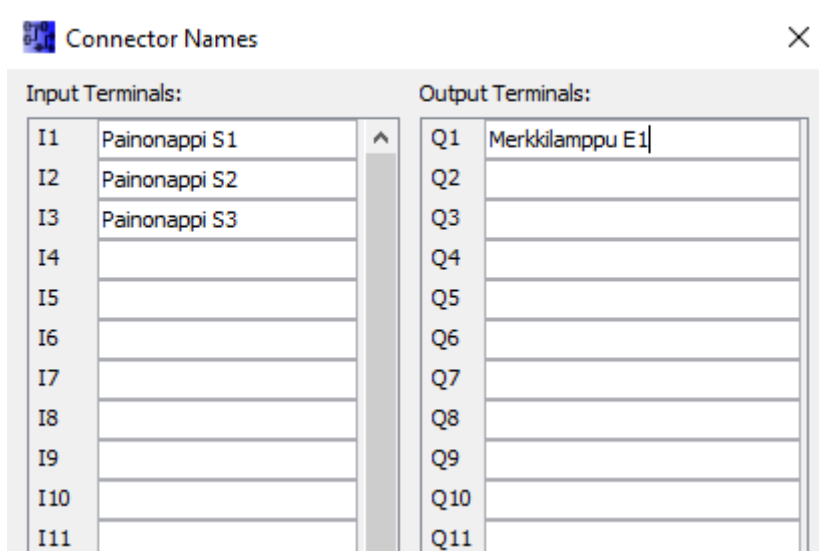 Connector Names
Input Terminals: Output Terminals:
I1 Painonappi S1 Q1 Merkkilamppu E1
I2 Painonappi S2 Q2
I3 Painonappi S3 Q3
I4 Q4
I5 Q5
I6 Q6
I7 Q7
I8 Q8
I9 Q9
I10 Q10
I11 Q11